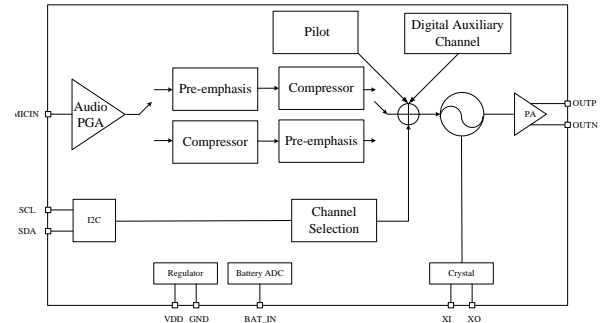 Pilot
Digital Auxiliary
Channel
Audio
PGA
Pre-emphasis
Compressor
Compressor
Pre-emphasis
MICIN
PA
OUTP
OUTN
SCL
SDA
I2C
Channel
Selection
Regulator
Battery ADC
Crystal
VDD GND
BAT_IN
XI
XO